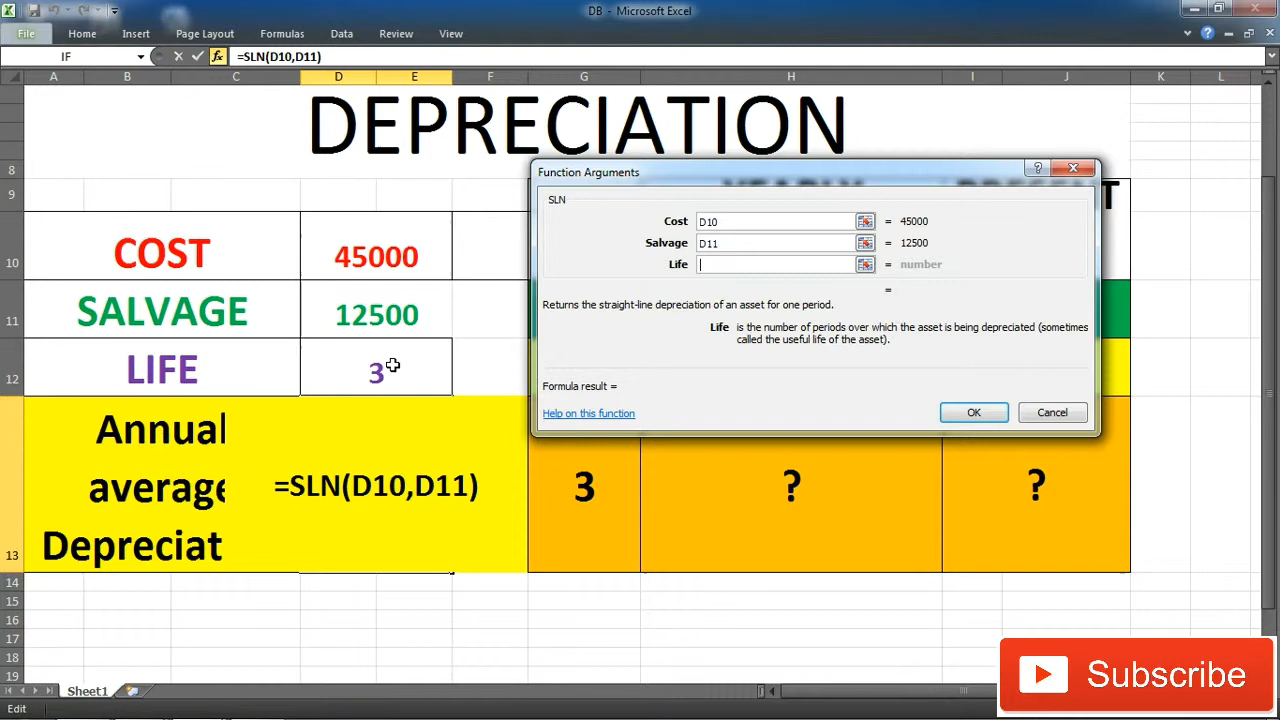 DB - Microsoft Excel
File Home Insert Page Layout Formulas Data Review View
IF fx =SLN(D10,D11)
A B C D E F G H I J K L
DEPRECIATION
8
9
Function Arguments
SLN
Cost D10 = 45000
Salvage D11 = 12500
Life = number
=
Returns the straight-line depreciation of an asset for one period.
Life is the number of periods over which the asset is being depreciated (sometimes
called the useful life of the asset).
Formula result =
Help on this function
OK Cancel
10 COST 45000
11 SALVAGE 12500
12 LIFE 3
Annual
average
Depreciat
=SLN(D10,D11) 3 ? ?
13
14
15
16
17
18
19
Sheet1
Edit
Subscribe